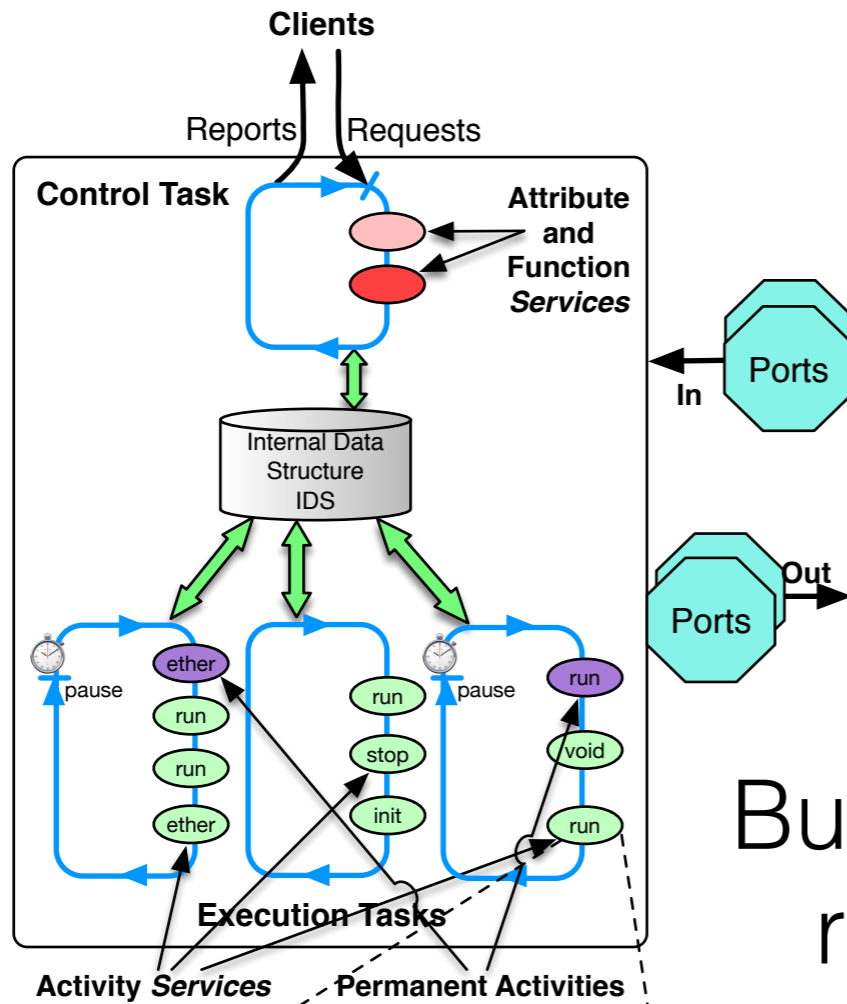 Clients
Reports
Requests
Control Task
Attribute
and
Function
Services
In
Ports
Internal Data
Structure
IDS
Out
Ports
pause
ether
run
run
ether
run
stop
init
pause
run
void
run
Execution Tasks
Activity Services
Permanent Activities
Bu
r